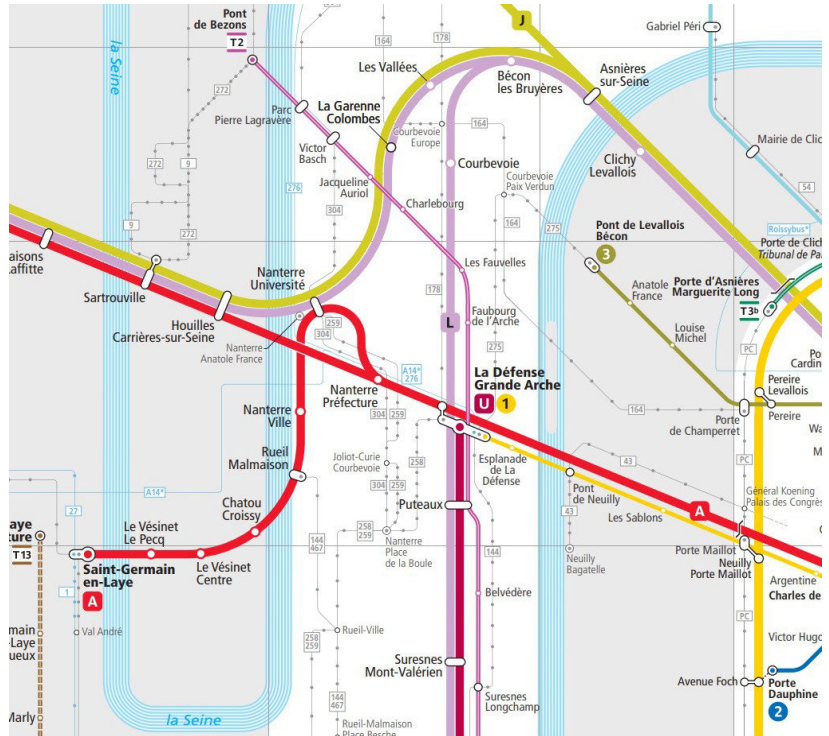 Pont
de Bezons
T2
la Seine
272
164
178
J
Gabriel Péri
Les Vallées
Bécon
les Bruyères
Asnières
sur-Seine
Parc
Pierre Lagravère
La Garenne
Colombes
Courbevoie
Europe
164
Mairie de Clic
Victor
Basch
272
9
276
Courbevoie
Clichy
Levallois
54
Jacqueline
Auriol
Courbevoie
Paix Verdun
304
Charlebourg
164
9
272
275
Pont de Levallois
Bécon
3
Roissybus*
Porte de Clich
Tribunal de Pa
aisons
affitte
Sartrouville
Nanterre
Université
Les Fauvelles
Anatole
France
Porte d'Asnières
Marguerite Long
T3b
178
Houilles
Carrières-sur-Seine
Faubourg
de l'Arche
Louise
Michel
259
304
Nanterre
Anatole France
L
275
PC
Po
Cardin
A14*
276
La Défense
Grande Arche
U
1
Nanterre
Préfecture
Pereire
Levallois
Nanterre
Ville
304
259
164
Porte
de Champerret
Pereire
Wa
M
Rueil
Malmaison
Joliot-Curie
Courbevoie
258
Esplanade
de La
Défense
43
PC
A14*
304
259
Pont
de Neuilly
Général Koening
Palais des Congrès
27
Chatou
Croissy
Puteaux
Les Sablons
A
aye
ture
T13
Le Vésinet
Le Pecq
258
259
Nanterre
Place
de la Boule
43
144
467
144
Neuilly
Bagatelle
Porte Maillot
Neuilly
Porte Maillot
Saint-Germain
en-Laye
A
Le Vésinet
Centre
1
Belvédère
Argentine
Charles de
PC
main
-Laye
ueux
Val André
258
259
Rueil-Ville
Victor Hugo
Suresnes
Mont-Valérien
Avenue Foch
Porte
Dauphine
2
Marly
144
467
Suresnes
Longchamp
la Seine
Rueil-Malmaison
Place Besche